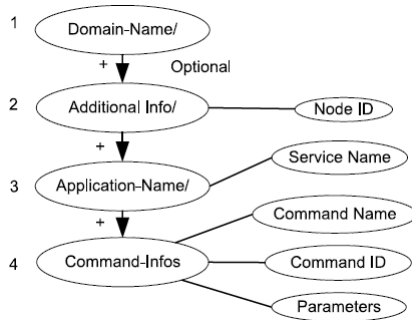 1 Domain-Name/
+ Optional
2 Additional Info/ Node ID
+
Service Name
3 Application-Name/
+
Command Name
4 Command-Infos Command ID
Parameters